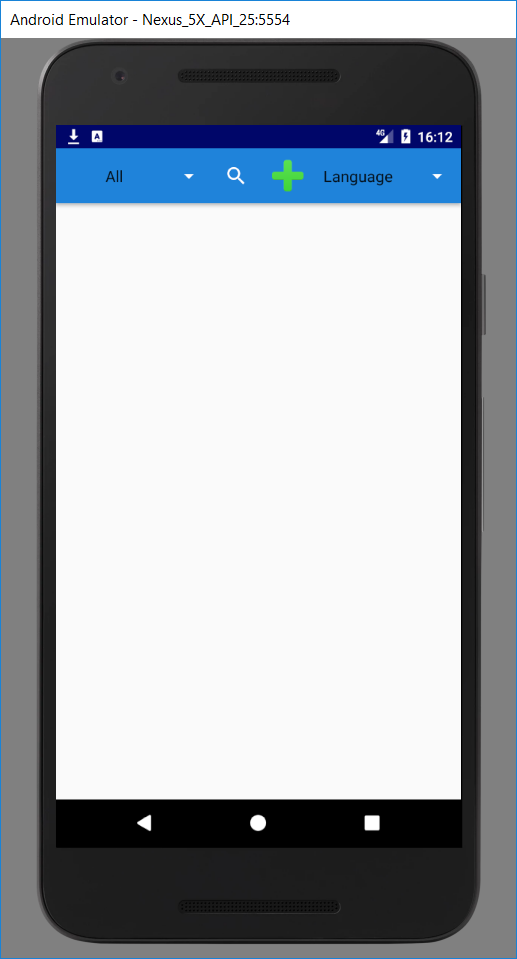 Android Emulator - Nexus_5X_API_25:5554
A 4G 16:12
All Language